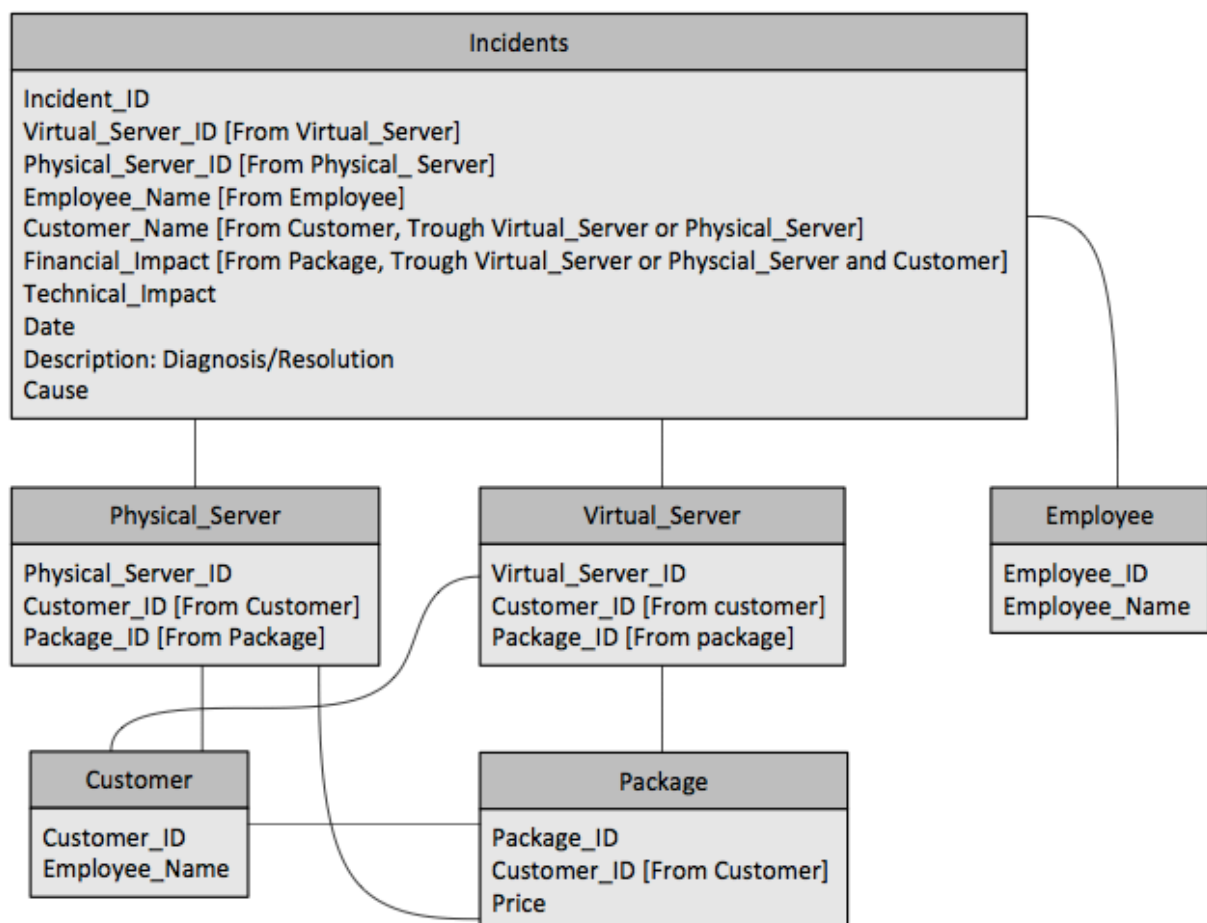 Incidents
Incident_ID
Virtual_Server_ID [From Virtual_Server]
Physical_Server_ID [From Physical_ Server]
Employee_Name [From Employee]
Customer_Name [From Customer, Trough Virtual_Server or Physical_Server]
Financial_Impact [From Package, Trough Virtual_Server or Physcial_Server and Customer]
Technical_Impact
Date
Description: Diagnosis/Resolution
Cause
Physical_Server
Physical_Server_ID
Customer_ID [From Customer]
Package_ID [From Package]
Virtual_Server
Virtual_Server_ID
Customer_ID [From customer]
Package_ID [From package]
Employee
Employee_ID
Employee_Name
Customer
Customer_ID
Employee_Name
Package
Package_ID
Customer_ID [From Customer]
Price